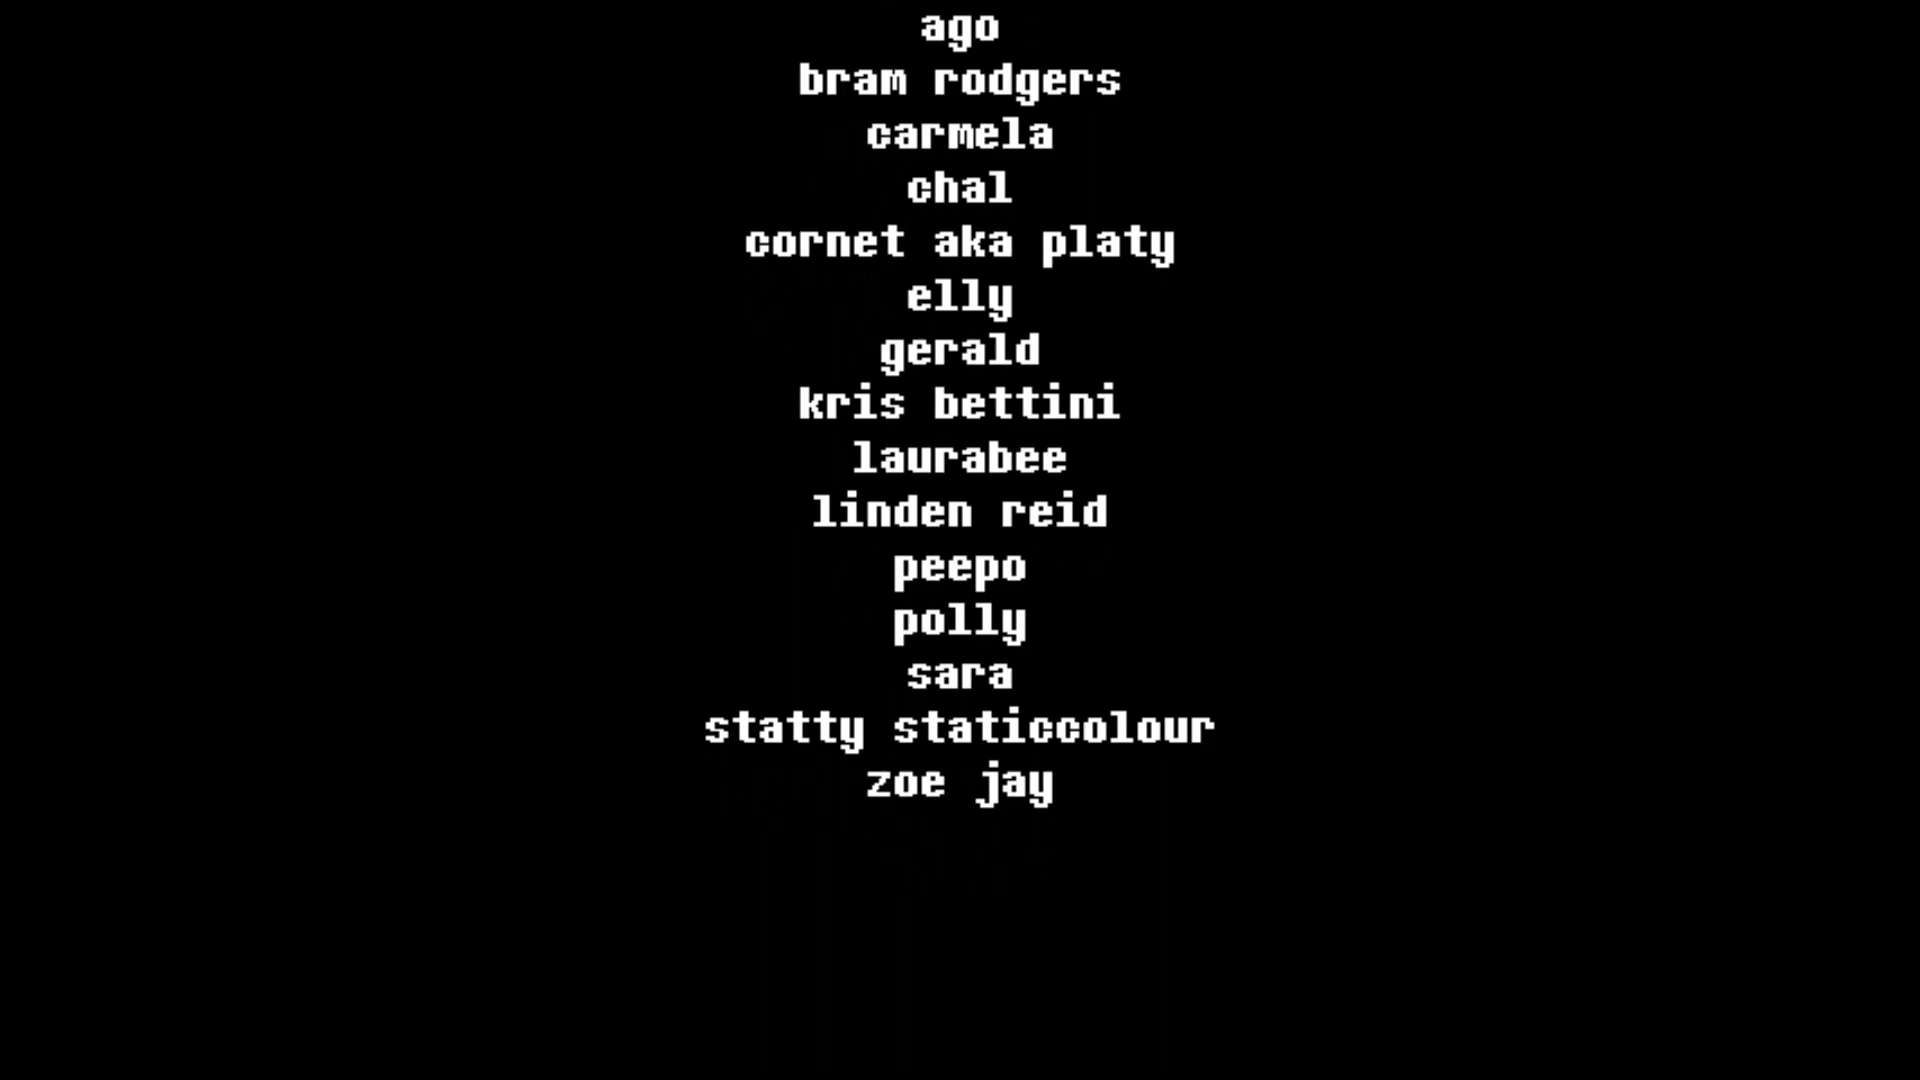 ago
bram rodgers
carmela
chal
cornet aka platy
elly
gerald
kris bettini
laurabee
linden reid
peepo
polly
sara
statty staticcolour
zoe jay